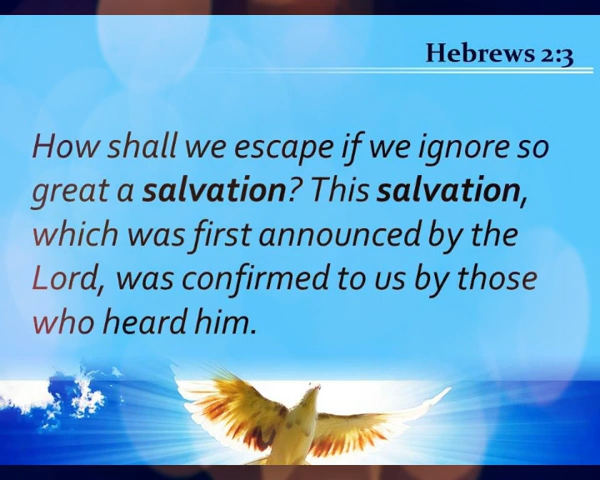 Hebrews 2:3
How shall we escape if we ignore so
great a salvation? This salvation,
which was first announced by the
Lord, was confirmed to us by those
who heard him.